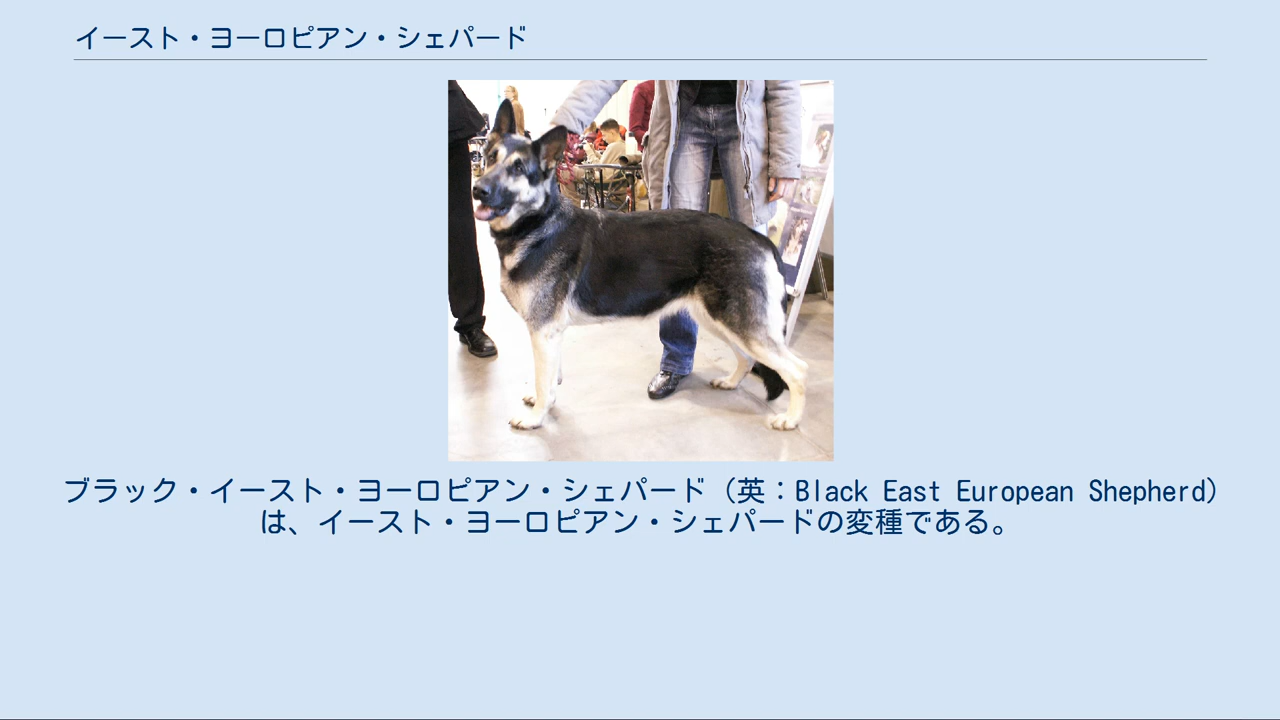 イースト・ヨーロピアン・シェパード
ブラック・イースト・ヨーロピアン・シェパード（英：Black East European Shepherd）
は、イースト・ヨーロピアン・シェパードの変種である。